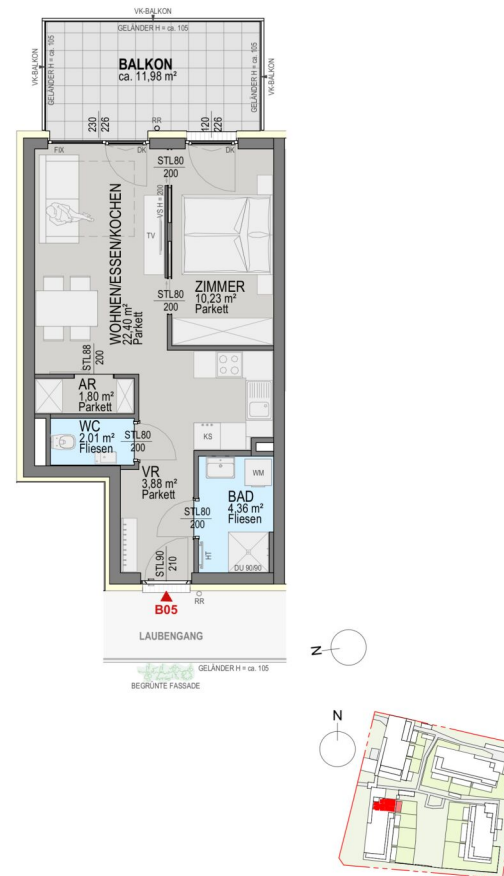 VK-BALKON
GELÄNDER H = ca. 105
VK-BALKON
GELÄNDER H = ca. 105
BALKON
ca. 11,98 m²
GELÄNDER H = ca. 105
VK-BALKON
230
226
RR
120
226
FIX
DK
DK
STL80
200
VS H = 200
TV
WOHNEN/ESSEN/KOCHEN
22,40 m²
Parkett
ZIMMER
10,23 m²
Parkett
STL80
200
STL88
200
AR
1,80 m²
Parkett
WC
2,01 m²
Fliesen
STL80
200
KS
VR
3,88 m²
Parkett
WM
BAD
4,36 m²
Fliesen
STL80
200
HT
DU 90/90
STL90
210
B05
RR
LAUBENGANG
GELÄNDER H = ca. 105
BEGRÜNTE FASSADE
N
N